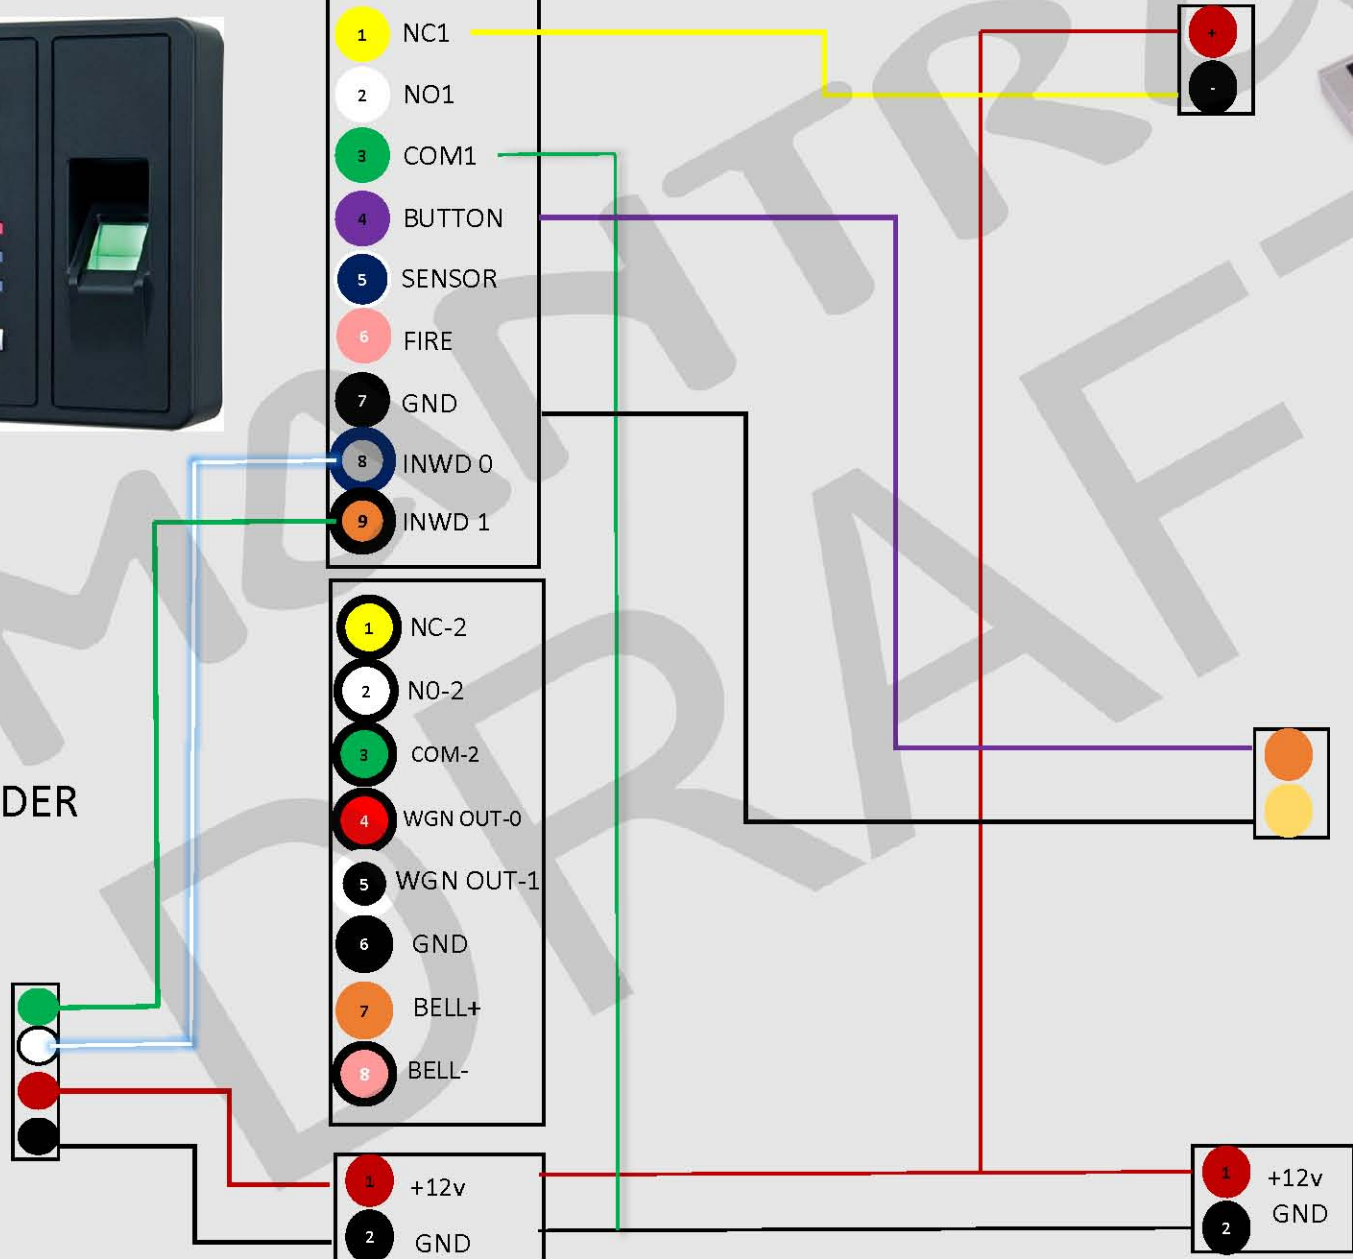 1 NC1
2 NO1
3 COM1
4 BUTTON
5 SENSOR
6 FIRE
7 GND
8 INWD 0
9 INWD 1
+
-
1 NC-2
2 N0-2
3 COM-2
4 WGN OUT-0
5 WGN OUT-1
6 GND
7 BELL+
8 BELL-
DER
1 +12v
2 GND
1 +12v
2 GND
DRAF